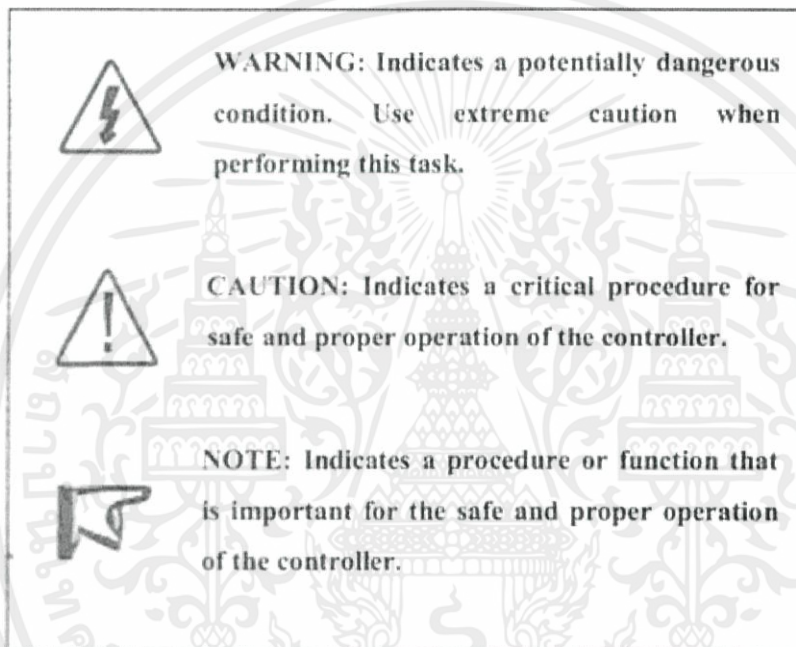 WARNING: Indicates a potentially dangerous
condition. Use extreme caution when
performing this task.
CAUTION: Indicates a critical procedure for
safe and proper operation of the controller.
NOTE: Indicates a procedure or function that
is important for the safe and proper operation
of the controller.